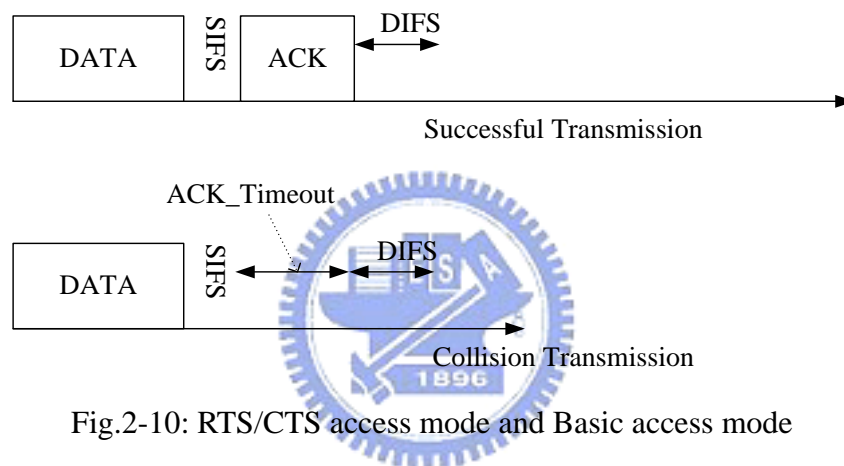 DIFS
DATA SIFS ACK
Successful Transmission
ACK_Timeout
DATA SIFS DIFS
Collision Transmission
1896
Fig.2-10: RTS/CTS access mode and Basic access mode